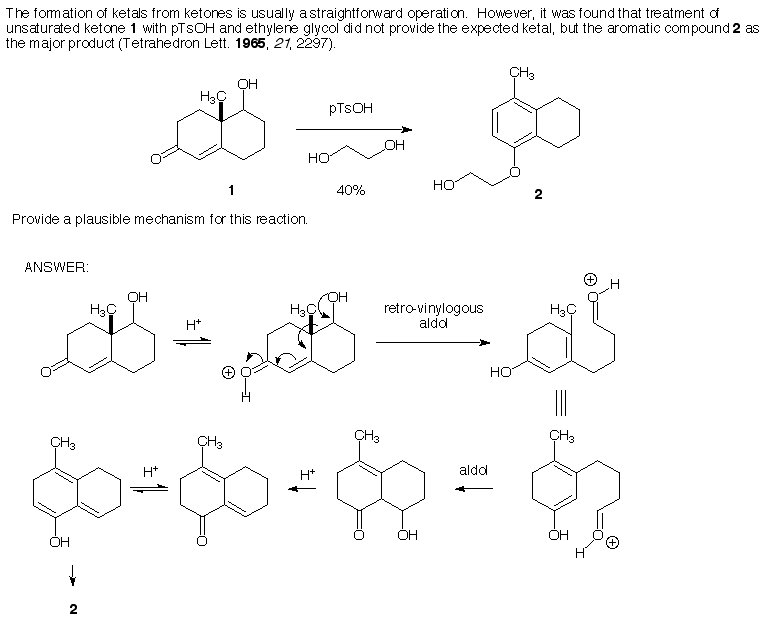 The formation of ketals from ketones is usually a straightforward operation. However, it was found that treatment of
unsaturated ketone 1 with pTsOH and ethylene glycol did not provide the expected ketal, but the aromatic compound 2 as
the major product (Tetrahedron Lett. 1965, 21, 2297).
CH₃
H₃C OH
pTsOH
HO OH
O
O
HO
1 40% 2
Provide a plausible mechanism for this reaction.
ANSWER:
H₃C OH
H⁺
O
H₃C OH
⊕ O
H
retro-vinylogous
aldol
⊕ H
O
H₃C
HO
CH₃
OH
H⁺
CH₃
O
H⁺
CH₃
O OH
aldol
CH₃
OH
O
H ⊕
2